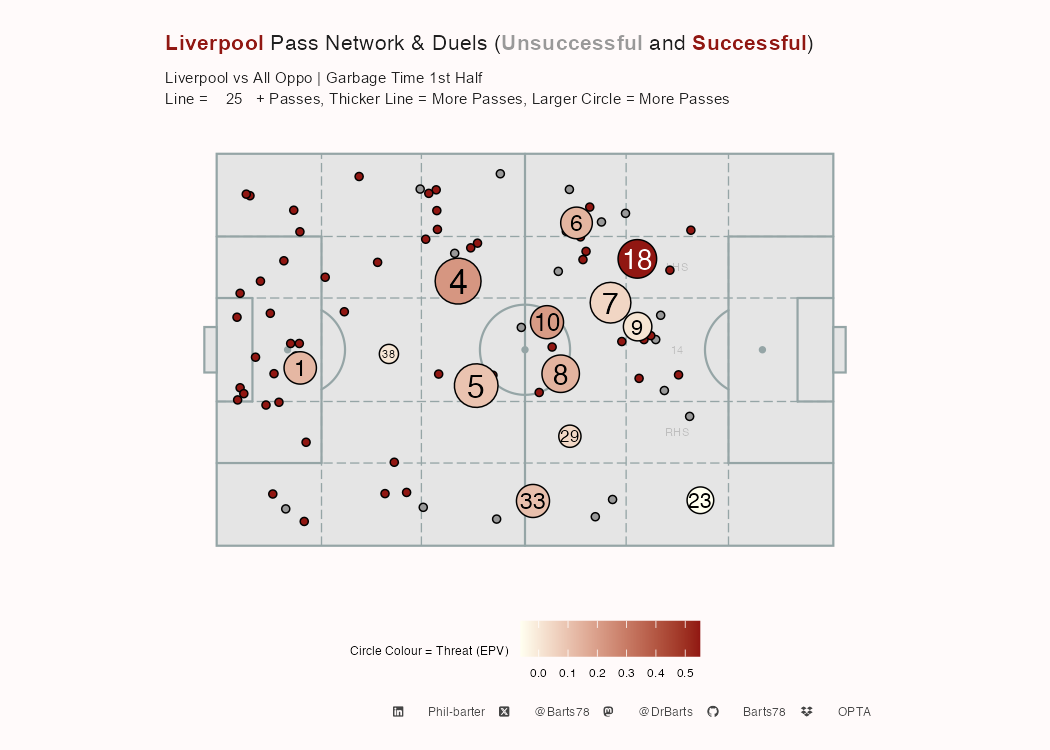 Liverpool Pass Network & Duels (Unsuccessful and Successful)
Liverpool vs All Oppo | Garbage Time 1st Half
Line = 25 + Passes, Thicker Line = More Passes, Larger Circle = More Passes
6
18
HS
4
7
10
9
14
38
1
5
8
29
RHS
33
23
Circle Colour = Threat (EPV)
0.0 0.1 0.2 0.3 0.4 0.5
Phil-barter @Barts78 @DrBarts Barts78 OPTA